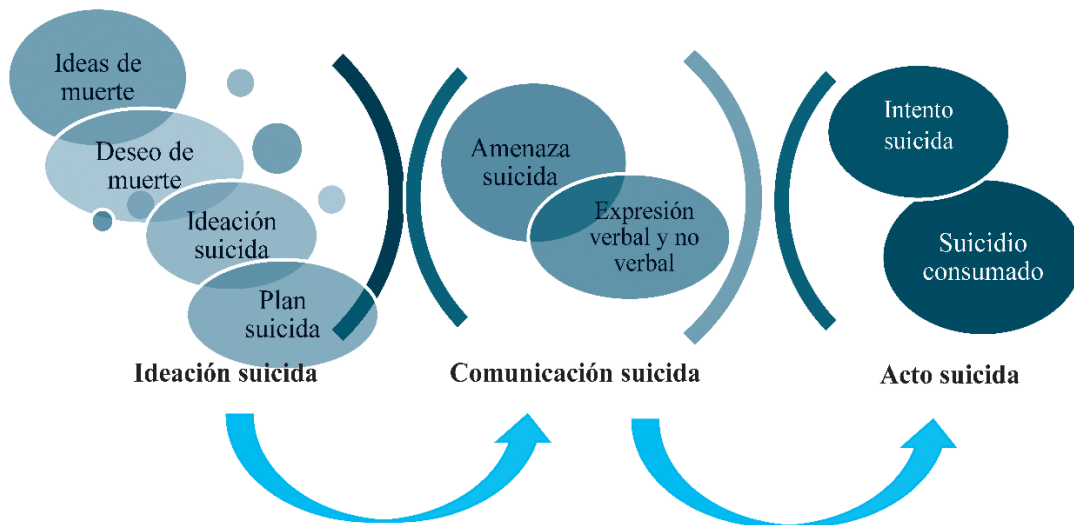 Ideas de
muerte
Deseo de
muerte
Ideación
suicida
Plan
suicida
Ideación suicida
Amenaza
suicida
Expresión
verbal y no
verbal
Comunicación suicida
Intento
suicida
Suicidio
consumado
Acto suicida